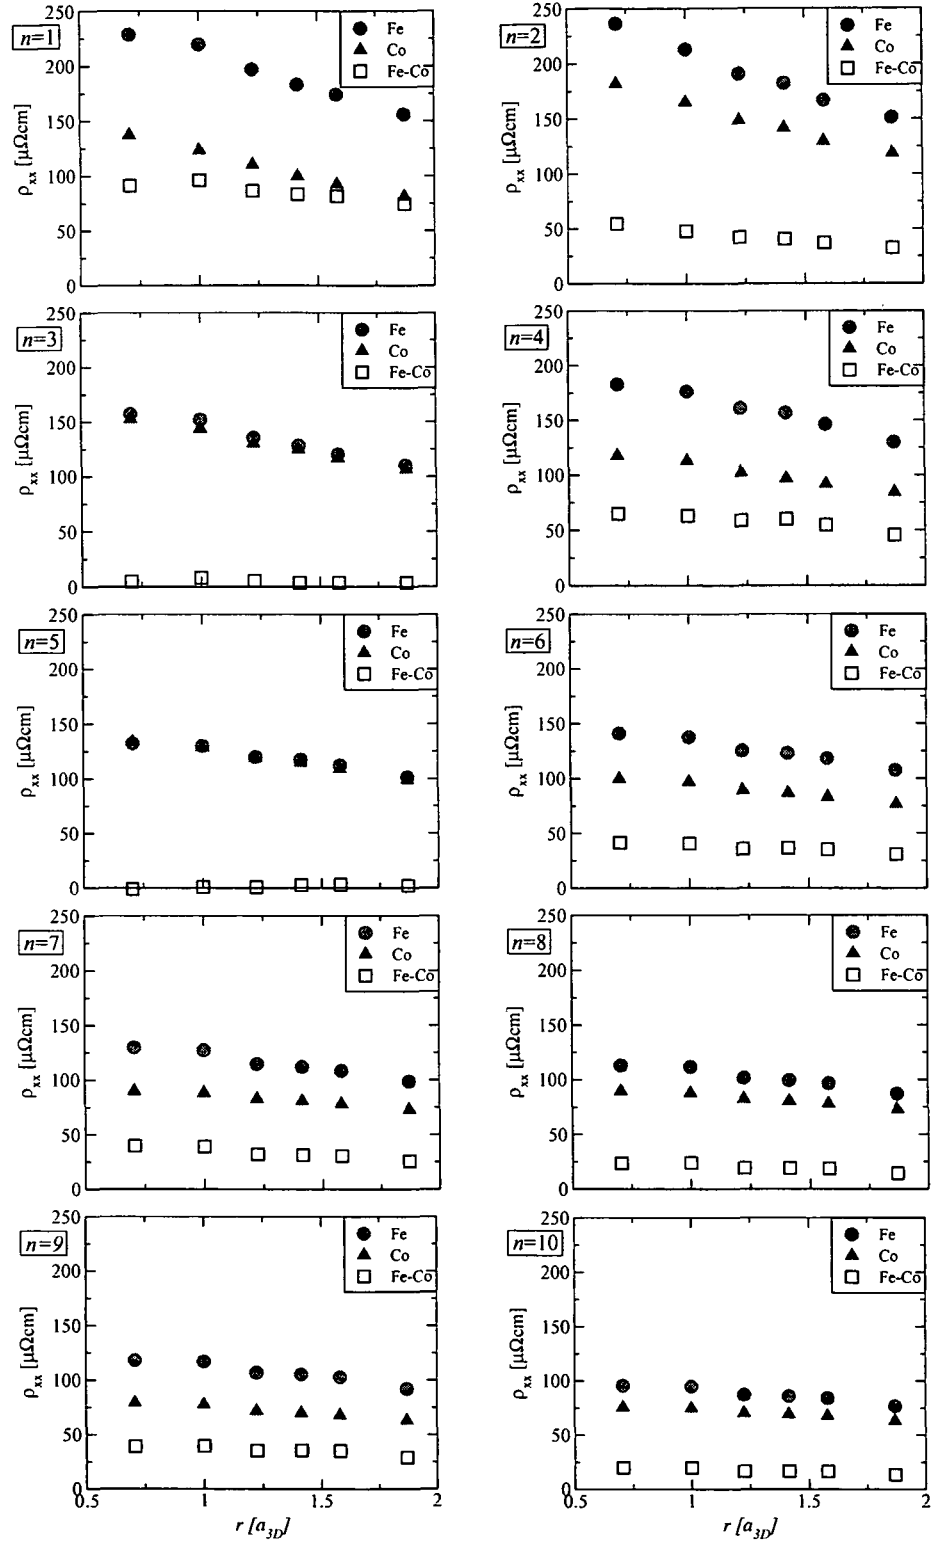 n=1
250
200
150
100
50
0
ρxx [μΩcm]
Fe
Co
Fe-Co
n=2
250
200
150
100
50
0
ρxx [μΩcm]
Fe
Co
Fe-Co
n=3
250
200
150
100
50
0
ρxx [μΩcm]
Fe
Co
Fe-Co
n=4
250
200
150
100
50
0
ρxx [μΩcm]
Fe
Co
Fe-Co
n=5
250
200
150
100
50
0
ρxx [μΩcm]
Fe
Co
Fe-Co
n=6
250
200
150
100
50
0
ρxx [μΩcm]
Fe
Co
Fe-Co
n=7
250
200
150
100
50
0
ρxx [μΩcm]
Fe
Co
Fe-Co
n=8
250
200
150
100
50
0
ρxx [μΩcm]
Fe
Co
Fe-Co
n=9
250
200
150
100
50
0
ρxx [μΩcm]
Fe
Co
Fe-Co
0.5 1 1.5 2
r [a3D]
n=10
250
200
150
100
50
0
ρxx [μΩcm]
Fe
Co
Fe-Co
0.5 1 1.5 2
r [a3D]